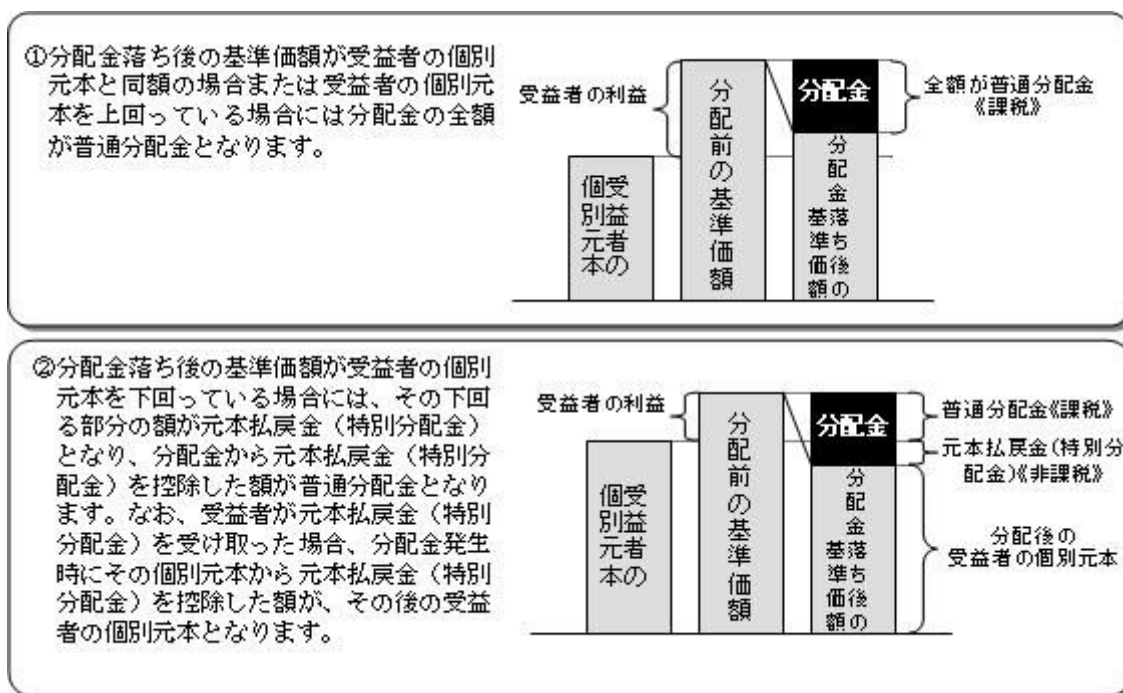 ①分配金落ち後の基準価額が受益者の個別
元本と同額の場合または受益者の個別元
本を上回っている場合には分配金の全額
が普通分配金となります。
受益者の利益
受益者の
個別元本
分配前の基準価額
分配金
分配金落ち後の
基準価額
全額が普通分配金
《課税》
②分配金落ち後の基準価額が受益者の個別
元本を下回っている場合には、その下回
る部分の額が元本払戻金（特別分配金）
となり、分配金から元本払戻金（特別分
配金）を控除した額が普通分配金となり
ます。なお、受益者が元本払戻金（特別
分配金）を受け取った場合、分配金発生
時にその個別元本から元本払戻金（特別
分配金）を控除した額が、その後の受益
者の個別元本となります。
受益者の利益
受益者の
個別元本
分配前の基準価額
分配金
分配金落ち後の
基準価額
普通分配金《課税》
元本払戻金(特別分
配金)《非課税》
分配後の
受益者の個別元本